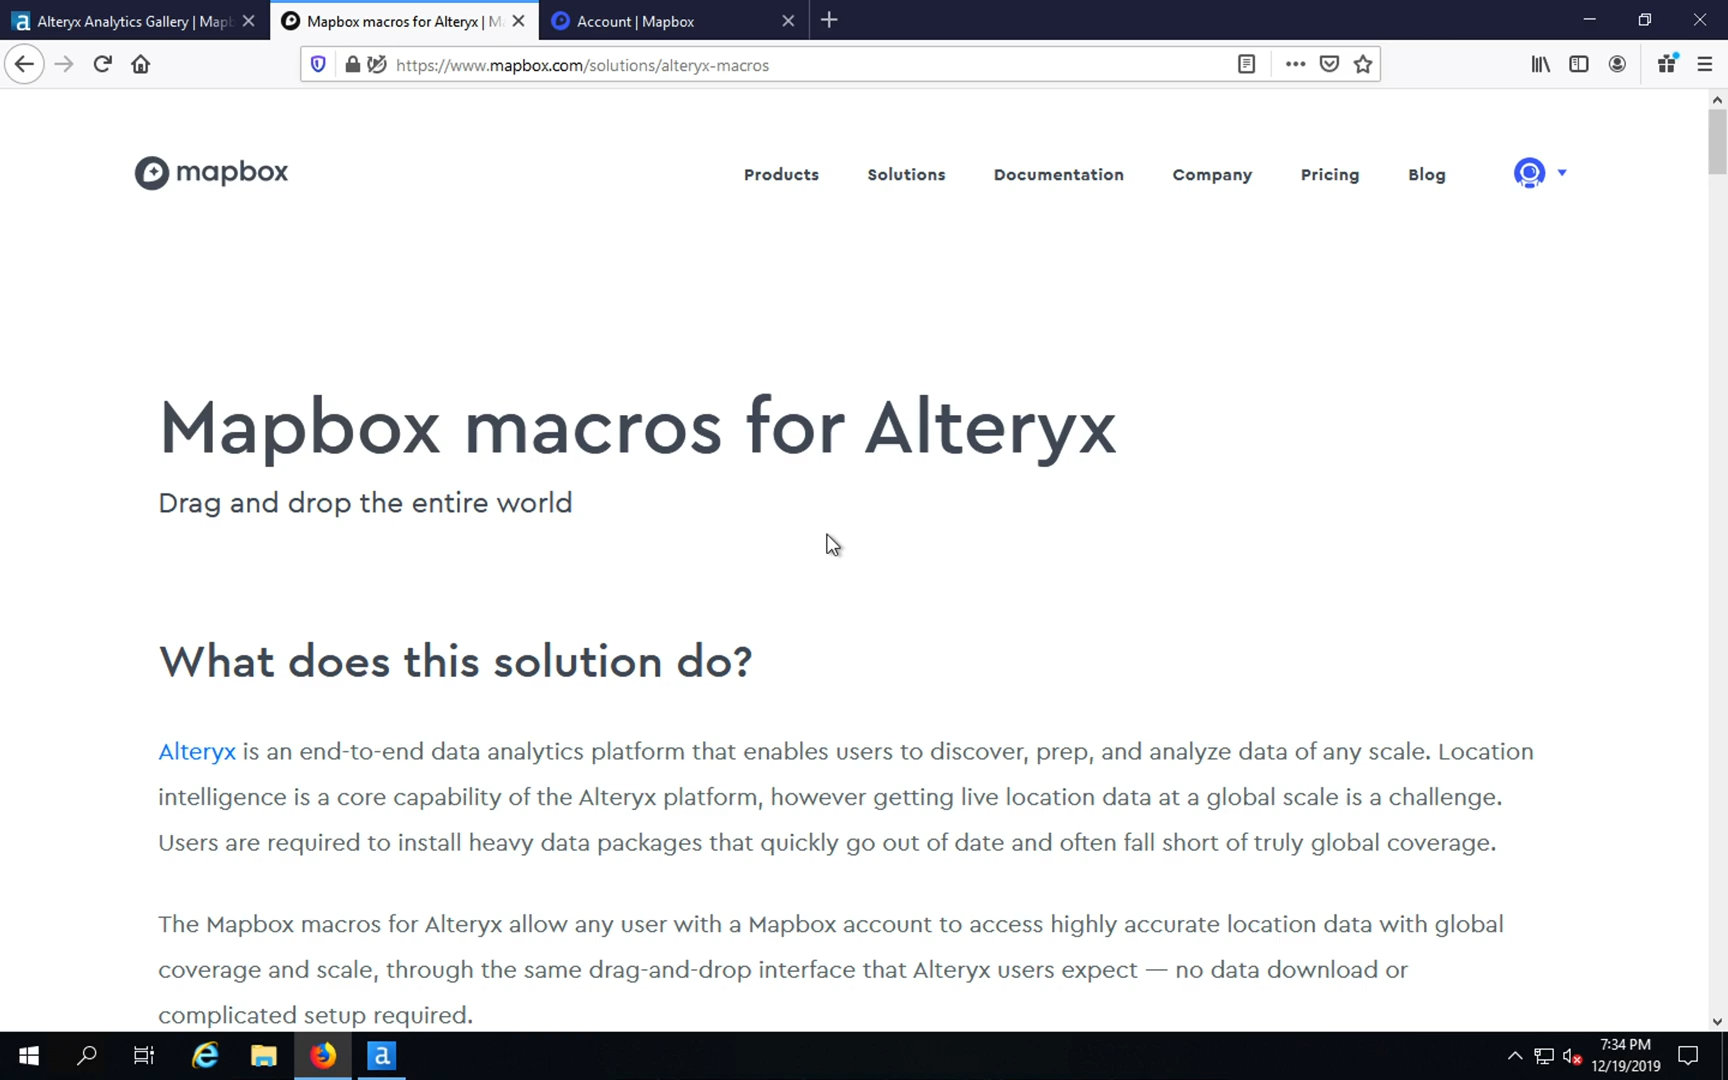 Alteryx Analytics Gallery | Mapb
Mapbox macros for Alteryx | M
Account | Mapbox
https://www.mapbox.com/solutions/alteryx-macros
mapbox
Products
Solutions
Documentation
Company
Pricing
Blog
Mapbox macros for Alteryx
Drag and drop the entire world
What does this solution do?
Alteryx is an end-to-end data analytics platform that enables users to discover, prep, and analyze data of any scale. Location
intelligence is a core capability of the Alteryx platform, however getting live location data at a global scale is a challenge.
Users are required to install heavy data packages that quickly go out of date and often fall short of truly global coverage.
The Mapbox macros for Alteryx allow any user with a Mapbox account to access highly accurate location data with global
coverage and scale, through the same drag-and-drop interface that Alteryx users expect — no data download or
complicated setup required.
7:34 PM
12/19/2019